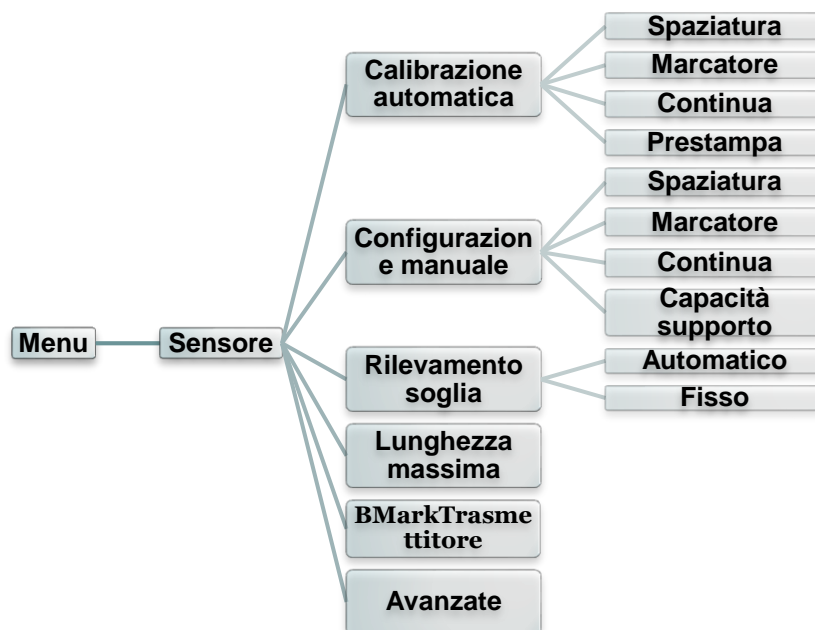 Menu
Sensore
Calibrazione
automatica
Spaziatura
Marcatore
Continua
Prestampa
Configurazion
e manuale
Spaziatura
Marcatore
Continua
Capacità
supporto
Rilevamento
soglia
Automatico
Fisso
Lunghezza
massima
BMarkTrasme
ttitore
Avanzate